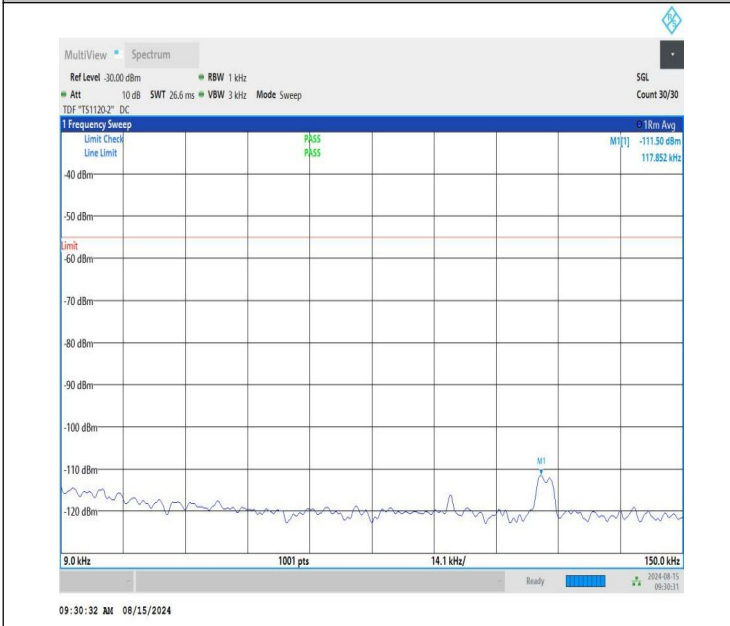 R S
MultiView Spectrum
Ref Level -30.00 dBm RBW 1 kHz SGL
Att 10 dB SWT 26.6 ms VBW 3 kHz Mode Sweep Count 30/30
TDF "TS1120-2" DC
1 Frequency Sweep 1Rm Avg
Limit Check PASS M1[1] -111.50 dBm
Line Limit PASS 117.852 kHz
-40 dBm
-50 dBm
Limit
-60 dBm
-70 dBm
-80 dBm
-90 dBm
-100 dBm
M1
-110 dBm
-120 dBm
9.0 kHz 1001 pts 14.1 kHz/ 150.0 kHz
Ready 2024-08-15
09:30:31
09:30:32 AM 08/15/2024